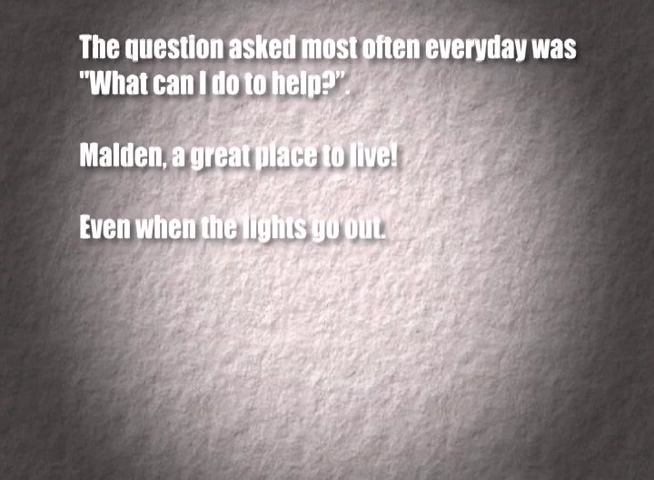 The question asked most often everyday was
"What can I do to help?”.
Malden, a great place to live!
Even when the lights go out.